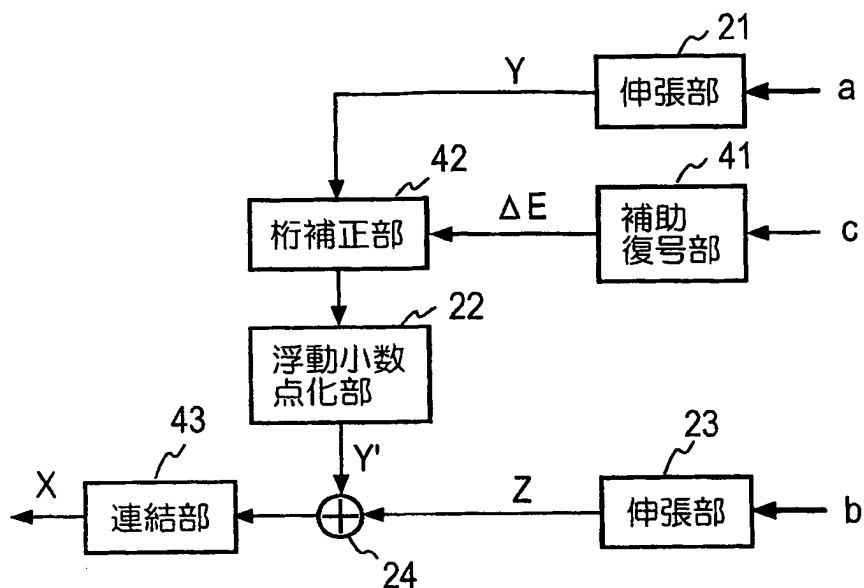 21
Y
伸張部
a
42
41
ΔE
桁補正部
補助
復号部
c
22
浮動小数
点化部
43
23
Y'
X
Z
連結部
伸張部
b
24